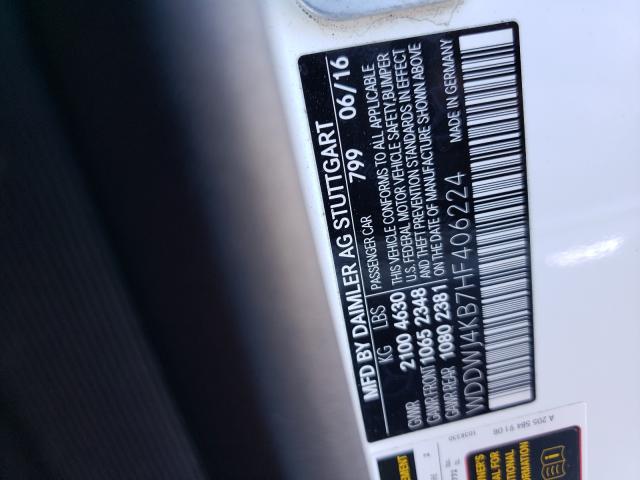 MFD BY DAIMLER AG STUTTGART
PASSENGER CAR 799 06/16
KG LBS
GVWR 2100 4630
GAWR FRONT 1065 2348
GAWR REAR 1080 2381
THIS VEHICLE CONFORMS TO ALL APPLICABLE
U.S. FEDERAL MOTOR VEHICLE SAFETY, BUMPER
AND THEFT PREVENTION STANDARDS IN EFFECT
ON THE DATE OF MANUFACTURE SHOWN ABOVE
MADE IN GERMANY
WDDWJ4KB7HF406224
A 205 584 91 06